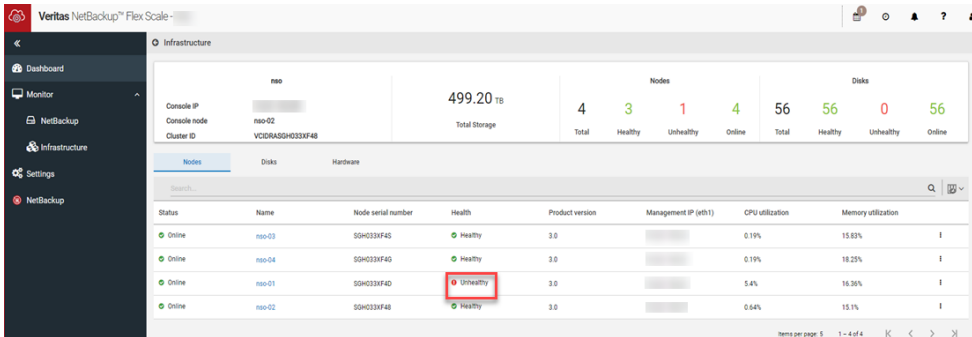 Veritas NetBackup™ Flex Scale -
?
Infrastructure
Dashboard
Monitor
NetBackup
Infrastructure
Settings
NetBackup
nso
Console IP
Console node nso-02
Cluster ID VCIDRASGH033XF48
499.20 TB
Total Storage
Nodes
4 3 1 4
Total Healthy Unhealthy Online
Disks
56 56 0 56
Total Healthy Unhealthy Online
Nodes Disks Hardware
Search...
Status Name Node serial number Health Product version Management IP (eth1) CPU utilization Memory utilization
Online nso-03 SGH033XF4S Healthy 3.0 0.19% 15.83%
Online nso-04 SGH033XF4G Healthy 3.0 0.19% 18.25%
Online nso-01 SGH033XF4D Unhealthy 3.0 5.4% 16.36%
Online nso-02 SGH033XF48 Healthy 3.0 0.64% 15.1%
Items per page: 5 1 – 4 of 4